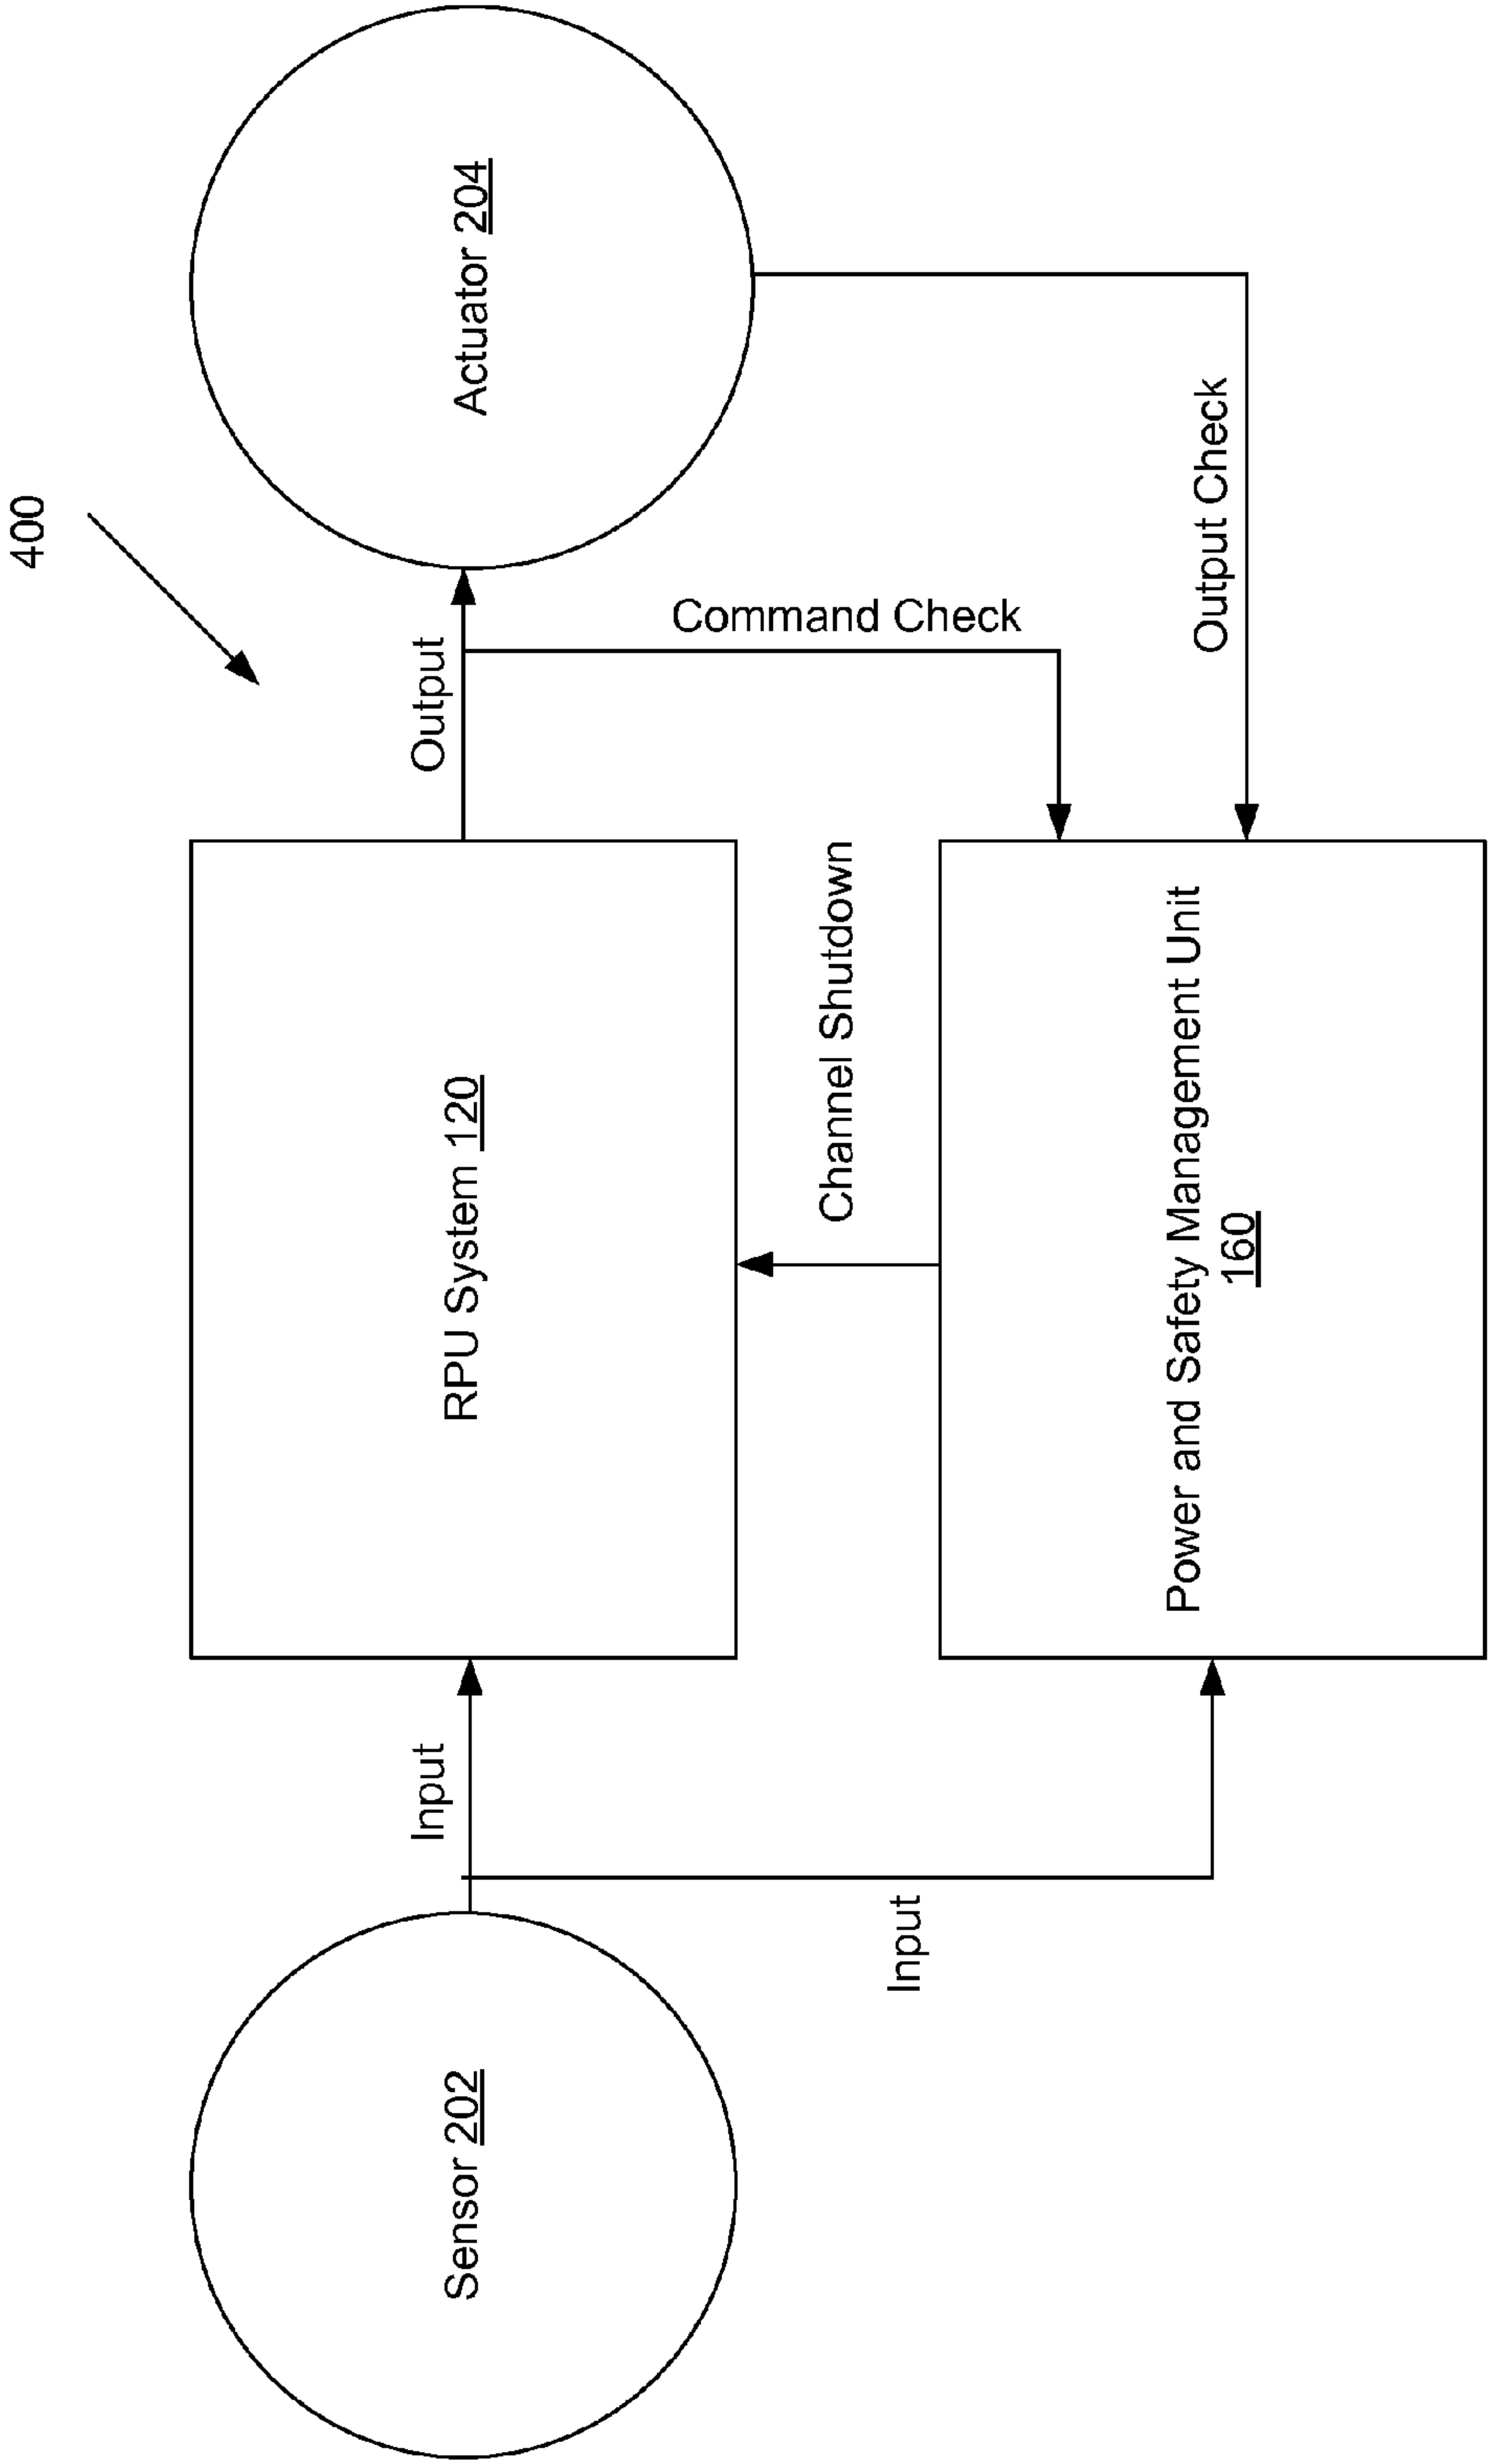 400
Sensor 202
Input
Input
RPU System 120
Channel Shutdown
Power and Safety Management Unit
160
Output
Command Check
Output Check
Actuator 204